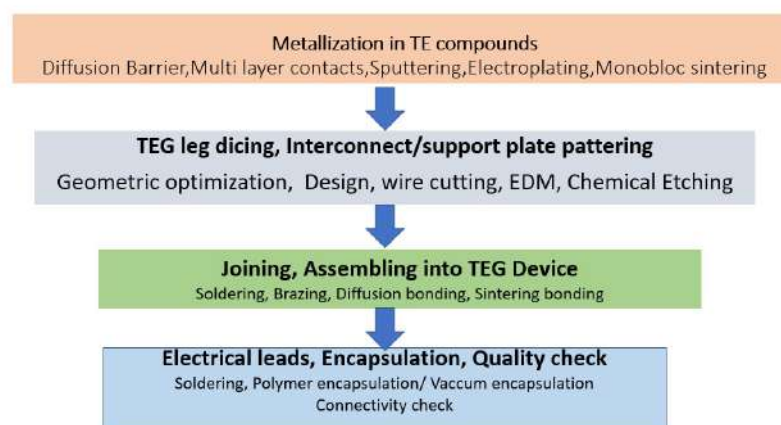 Metallization in TE compounds
Diffusion Barrier,Multi layer contacts,Sputtering,Electroplating,Monobloc sintering
TEG leg dicing, Interconnect/support plate pattering
Geometric optimization, Design, wire cutting, EDM, Chemical Etching
Joining, Assembling into TEG Device
Soldering, Brazing, Diffusion bonding, Sintering bonding
Electrical leads, Encapsulation, Quality check
Soldering, Polymer encapsulation/ Vaccum encapsulation
Connectivity check